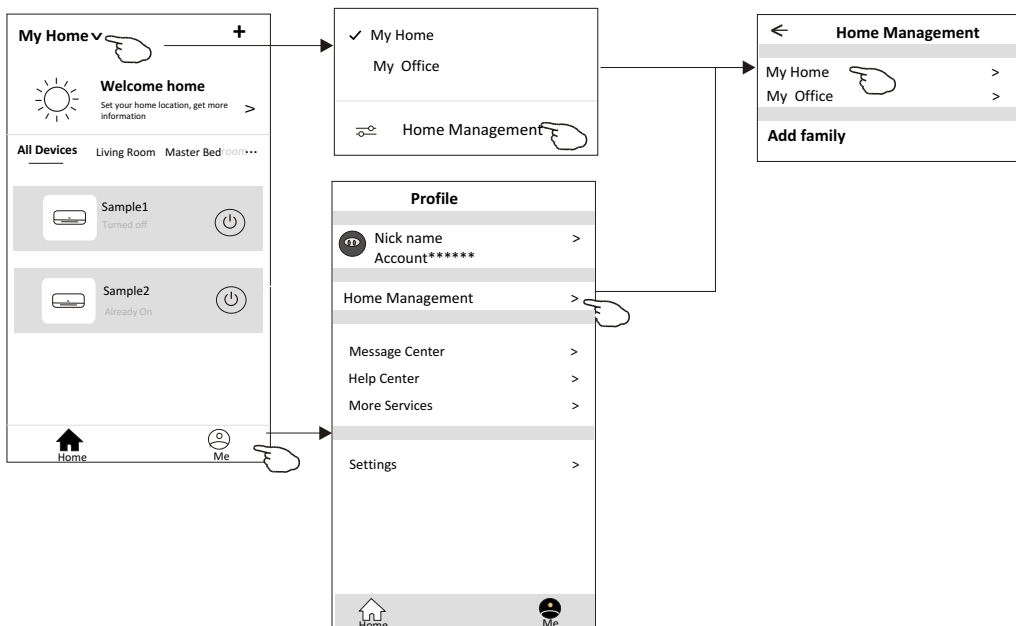 My Home
+
Welcome home
Set your home location, get more
information
>
All Devices Living Room Master Bedroom...
Sample1
Turned off
Sample2
Already On
Home
Me
✓ My Home
My Office
Home Management
Profile
Nick name >
Account******
Home Management >
Message Center >
Help Center >
More Services >
Settings >
Home
Me
Home Management
My Home >
My Office >
Add family